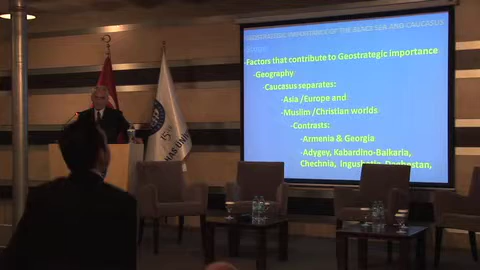 GEOSTRATEGIC IMPORTANCE OF THE BLACK SEA AND CAUCASUS
-Factors that contribute to Geostrategic importance
-Geography
-Caucasus separates:
-Asia /Europe and
-Muslim /Christian worlds
-Contrasts:
-Armenia & Georgia
-Adygey, Kabardino-Balkaria,
Chechnia, Ingushetia, Daghestan,
15